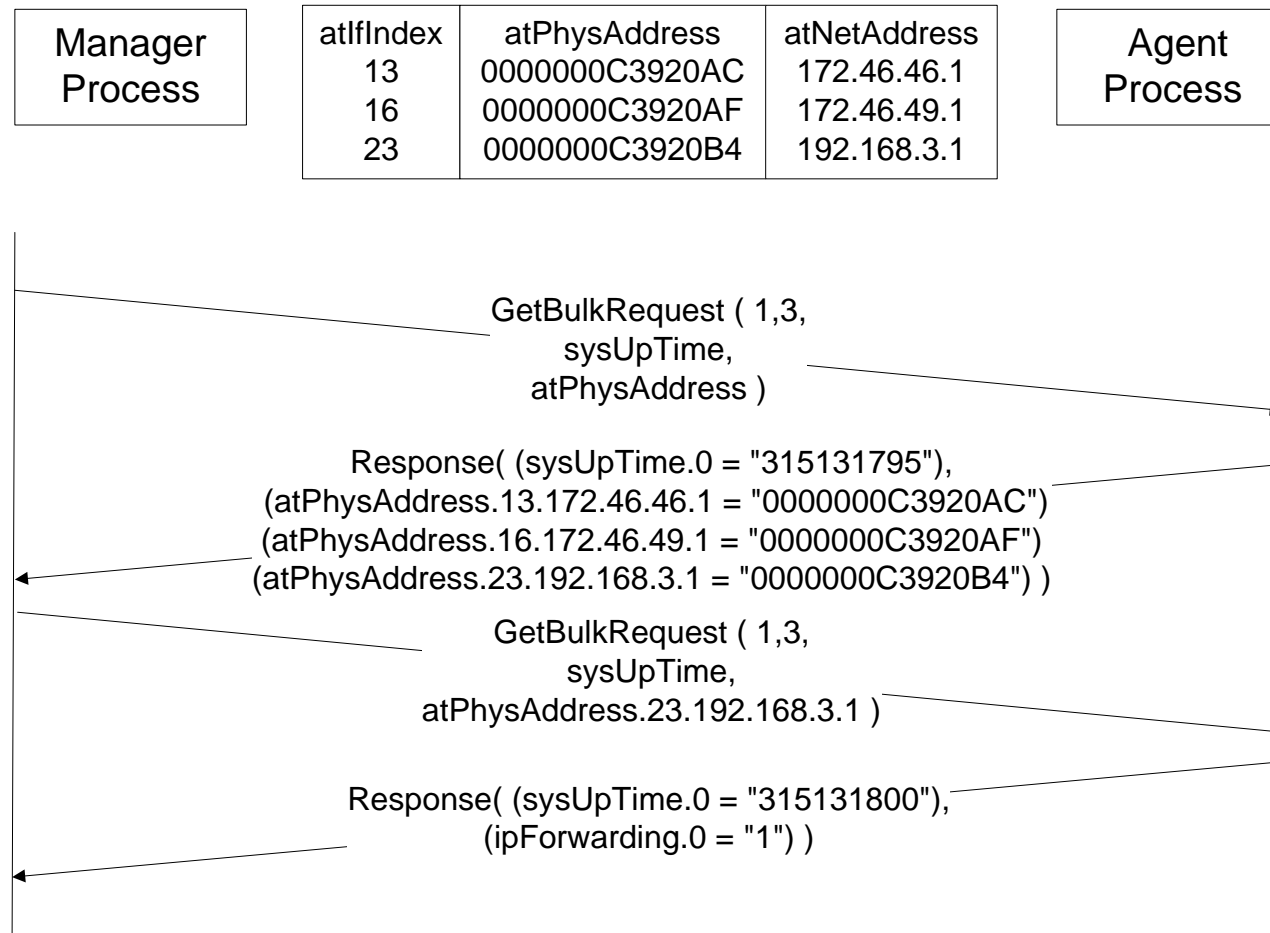 Manager
Process
atIfIndex atPhysAddress atNetAddress
13 0000000C3920AC 172.46.46.1
16 0000000C3920AF 172.46.49.1
23 0000000C3920B4 192.168.3.1
Agent
Process
GetBulkRequest ( 1,3,
sysUpTime,
atPhysAddress )
Response( (sysUpTime.0 = "315131795"),
(atPhysAddress.13.172.46.46.1 = "0000000C3920AC")
(atPhysAddress.16.172.46.49.1 = "0000000C3920AF")
(atPhysAddress.23.192.168.3.1 = "0000000C3920B4") )
GetBulkRequest ( 1,3,
sysUpTime,
atPhysAddress.23.192.168.3.1 )
Response( (sysUpTime.0 = "315131800"),
(ipForwarding.0 = "1") )